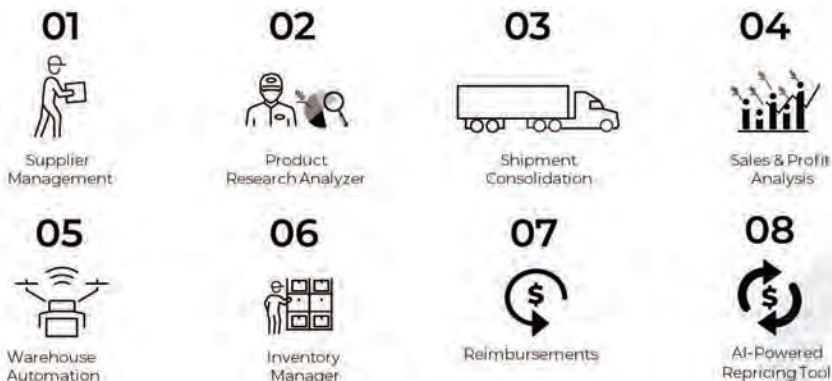 01
02
03
04
Supplier
Management
Product
Research Analyzer
Shipment
Consolidation
Sales & Profit
Analysis
05
06
07
08
$
$
Warehouse
Automation
Inventory
Manager
Reimbursements
AI-Powered
Repricing Tool